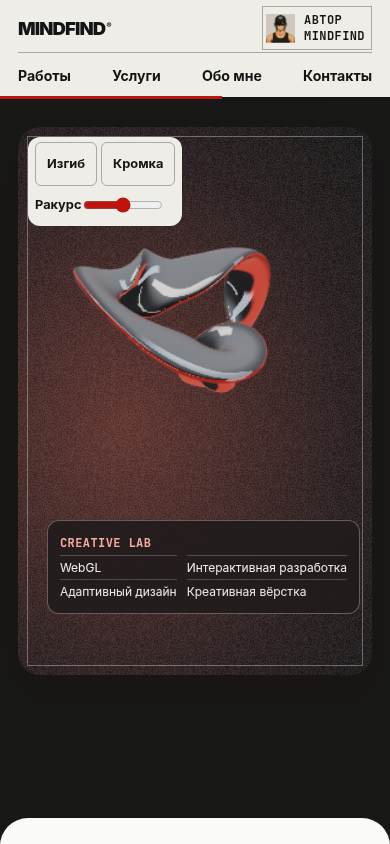 MINDFIND®
АВТОР
MINDFIND
Работы Услуги Обо мне Контакты
Изгиб Кромка
Ракурс
CREATIVE LAB
WebGL Интерактивная разработка
Адаптивный дизайн Креативная вёрстка